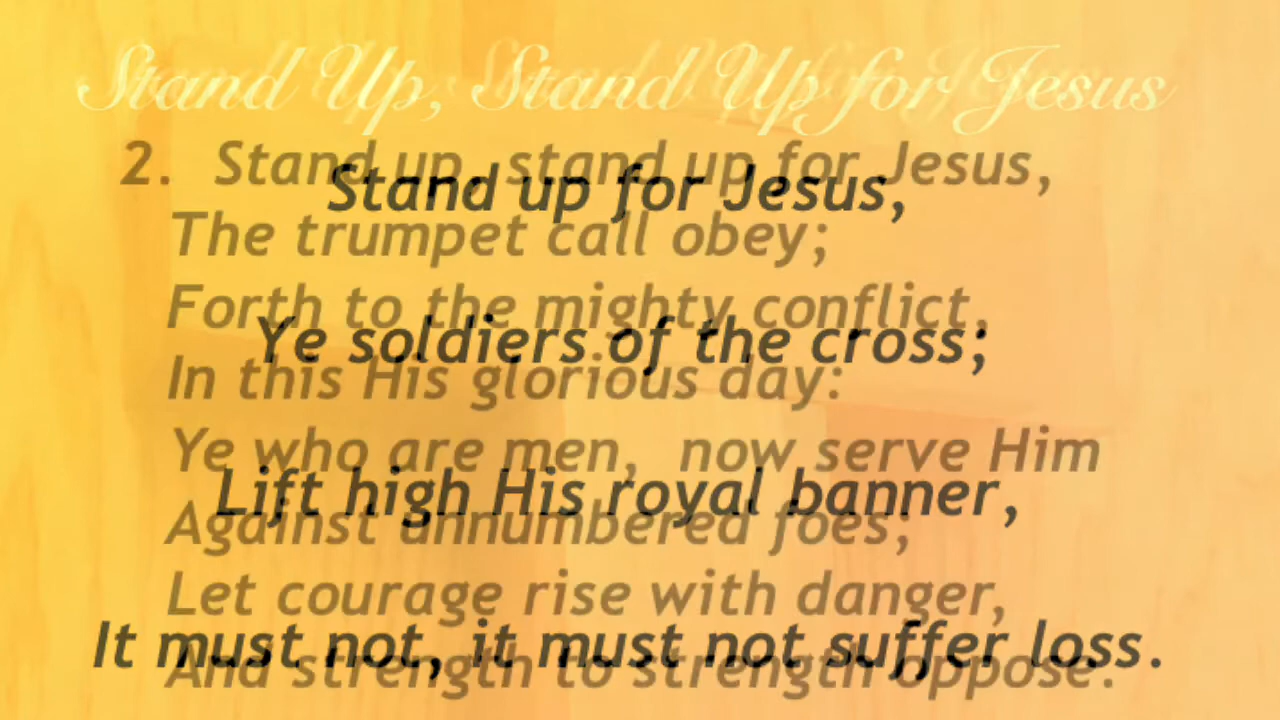 Stand Up, Stand Up for Jesus
2. Stand up, stand up for Jesus,
Stand up for Jesus,
The trumpet call obey;
Forth to the mighty conflict,
Ye soldiers of the cross;
In this His glorious day:
Ye who are men, now serve Him
Lift high His royal banner,
Against unnumbered foes;
Let courage rise with danger,
It must not, it must not suffer loss.
And strength to strength oppose.